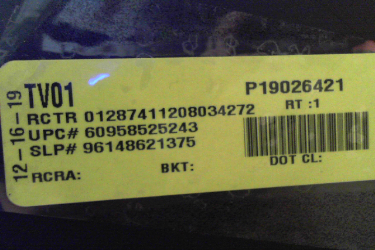 12-16-19
TV01 P19026421
RCTR 01287411208034272 RT :1
UPC# 60958525243
SLP# 96148621375
RCRA: BKT: DOT CL: